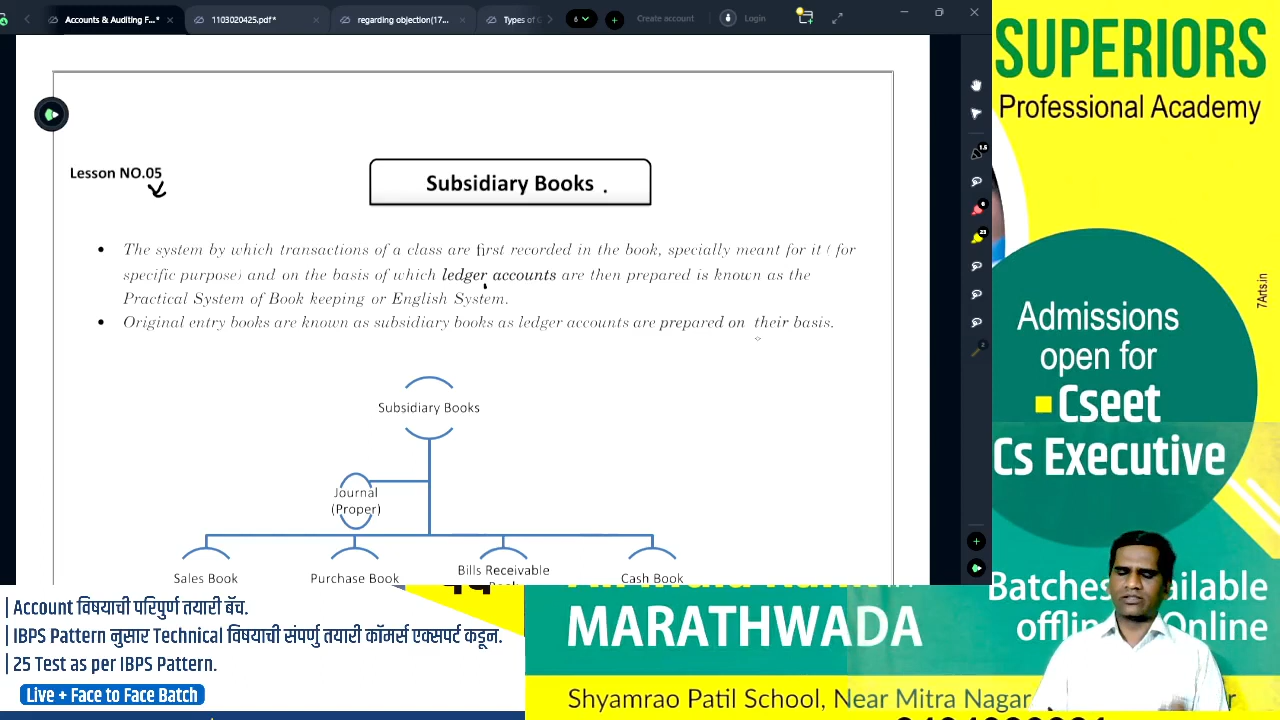 Accounts & Auditing F...*
1103020425.pdf*
regarding objection(17...
Types of
6
Create account
Login
SUPERIORS
Professional Academy
Lesson NO.05
Subsidiary Books
The system by which transactions of a class are first recorded in the book, specially meant for it ( for
specific purpose) and on the basis of which ledger accounts are then prepared is known as the
Practical System of Book keeping or English System.
Original entry books are known as subsidiary books as ledger accounts are prepared on their basis.
Subsidiary Books
Journal
(Proper)
Sales Book
Purchase Book
Bills Receivable
Cash Book
7Arts.in
Admissions
open for
Cseet
Cs Executive
Batches
Online
| Account विषयाची परिपुर्ण तयारी बॅच.
| IBPS Pattern नुसार Technical विषयाची संपर्णु तयारी कॉमर्स एक्सपर्ट कडून.
| 25 Test as per IBPS Pattern.
Live + Face to Face Batch
MARATHWADA
Shyamrao Patil School, Near Mitra Nagar